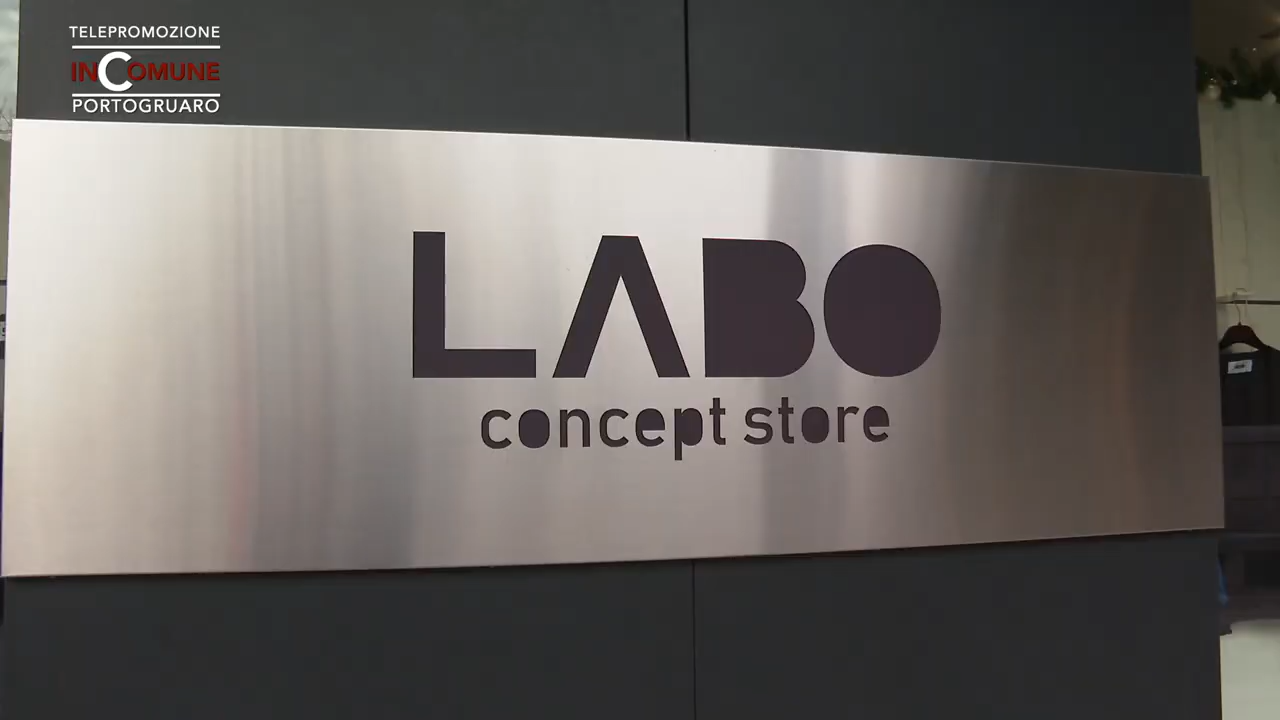 TELEPROMOZIONE
INCOMUNE
PORTOGRUARO
LABO
concept store